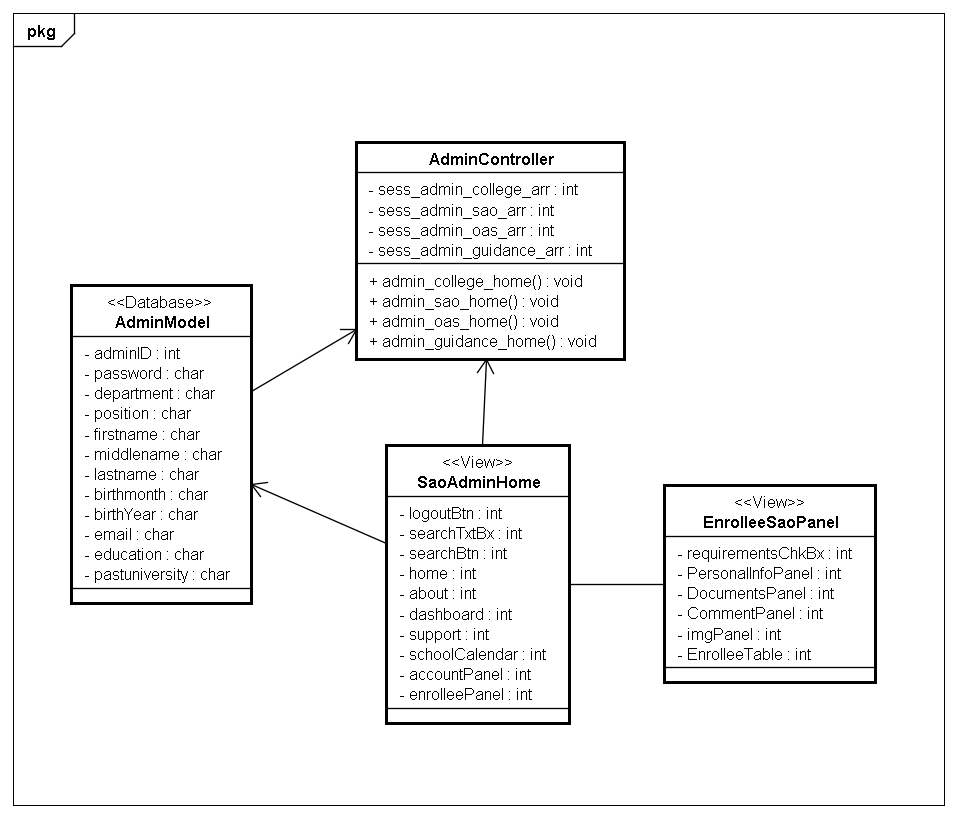 pkg
AdminController
- sess_admin_college_arr : int
- sess_admin_sao_arr : int
- sess_admin_oas_arr : int
- sess_admin_guidance_arr : int
+ admin_college_home() : void
+ admin_sao_home() : void
+ admin_oas_home() : void
+ admin_guidance_home() : void
<<Database>>
AdminModel
- adminID : int
- password : char
- department : char
- position : char
- firstname : char
- middlename : char
- lastname : char
- birthmonth : char
- birthYear : char
- email : char
- education : char
- pastuniversity : char
<<View>>
SaoAdminHome
- logoutBtn : int
- searchTxtBx : int
- searchBtn : int
- home : int
- about : int
- dashboard : int
- support : int
- schoolCalendar : int
- accountPanel : int
- enrolleePanel : int
<<View>>
EnrolleeSaoPanel
- requirementsChkBx : int
- PersonalInfoPanel : int
- DocumentsPanel : int
- CommentPanel : int
- imgPanel : int
- EnrolleeTable : int